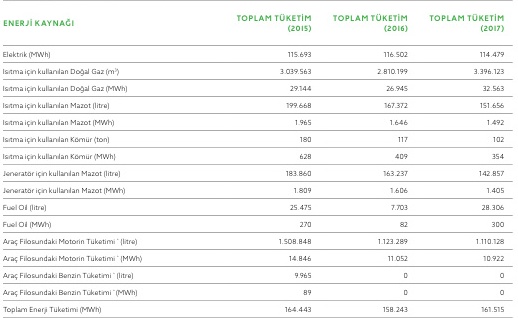 ENERJİ KAYNAĞI TOPLAM TÜKETİM (2015) TOPLAM TÜKETİM (2016) TOPLAM TÜKETİM (2017)
Elektrik (MWh) 115.693 116.502 114.479
Isıtma için kullanılan Doğal Gaz (m³) 3.039.563 2.810.199 3.396.123
Isıtma için kullanılan Doğal Gaz (MWh) 29.144 26.945 32.563
Isıtma için kullanılan Mazot (litre) 199.668 167.372 151.656
Isıtma için kullanılan Mazot (MWh) 1.965 1.646 1.492
Isıtma için kullanılan Kömür (ton) 180 117 102
Isıtma için kullanılan Kömür (MWh) 628 409 354
Jeneratör için kullanılan Mazot (litre) 183.860 163.237 142.857
Jeneratör için kullanılan Mazot (MWh) 1.809 1.606 1.405
Fuel Oil (litre) 25.475 7.703 28.306
Fuel Oil (MWh) 270 82 300
Araç Filosundaki Motorin Tüketimi * (litre) 1.508.848 1.123.289 1.110.128
Araç Filosundaki Motorin Tüketimi * (MWh) 14.846 11.052 10.922
Araç Filosundaki Benzin Tüketimi * (litre) 9.965 0 0
Araç Filosundaki Benzin Tüketimi * (MWh) 89 0 0
Toplam Enerji Tüketimi (MWh) 164.443 158.243 161.515